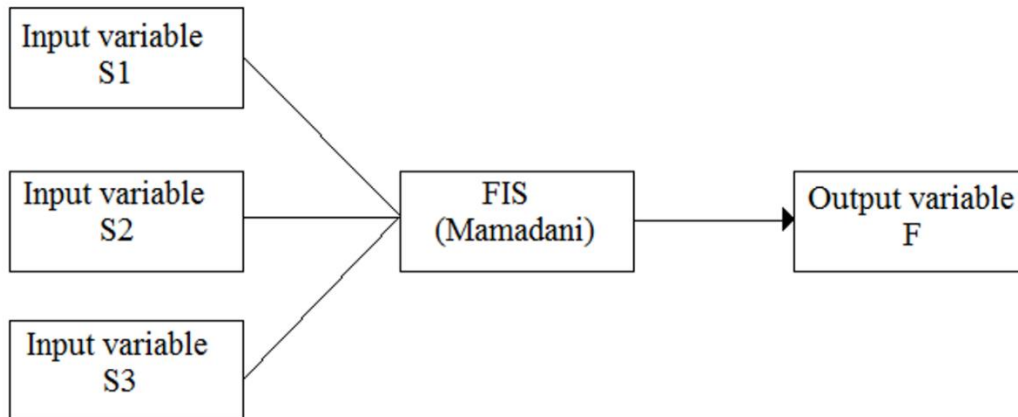 Input variable
S1
Input variable
S2
Input variable
S3
FIS
(Mamadani)
Output variable
F